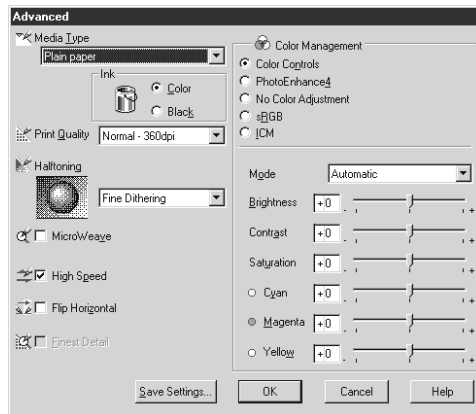 Advanced
Media Type
Plain paper
Ink
Color
Black
Print Quality
Normal - 360dpi
Halftoning
Fine Dithering
MicroWeave
High Speed
Flip Horizontal
Finest Detail
Color Management
Color Controls
PhotoEnhance4
No Color Adjustment
sRGB
ICM
Mode
Automatic
Brightness +0 - +
Contrast +0 - +
Saturation +0 - +
Cyan +0 - +
Magenta +0 - +
Yellow +0 - +
Save Settings...
OK
Cancel
Help